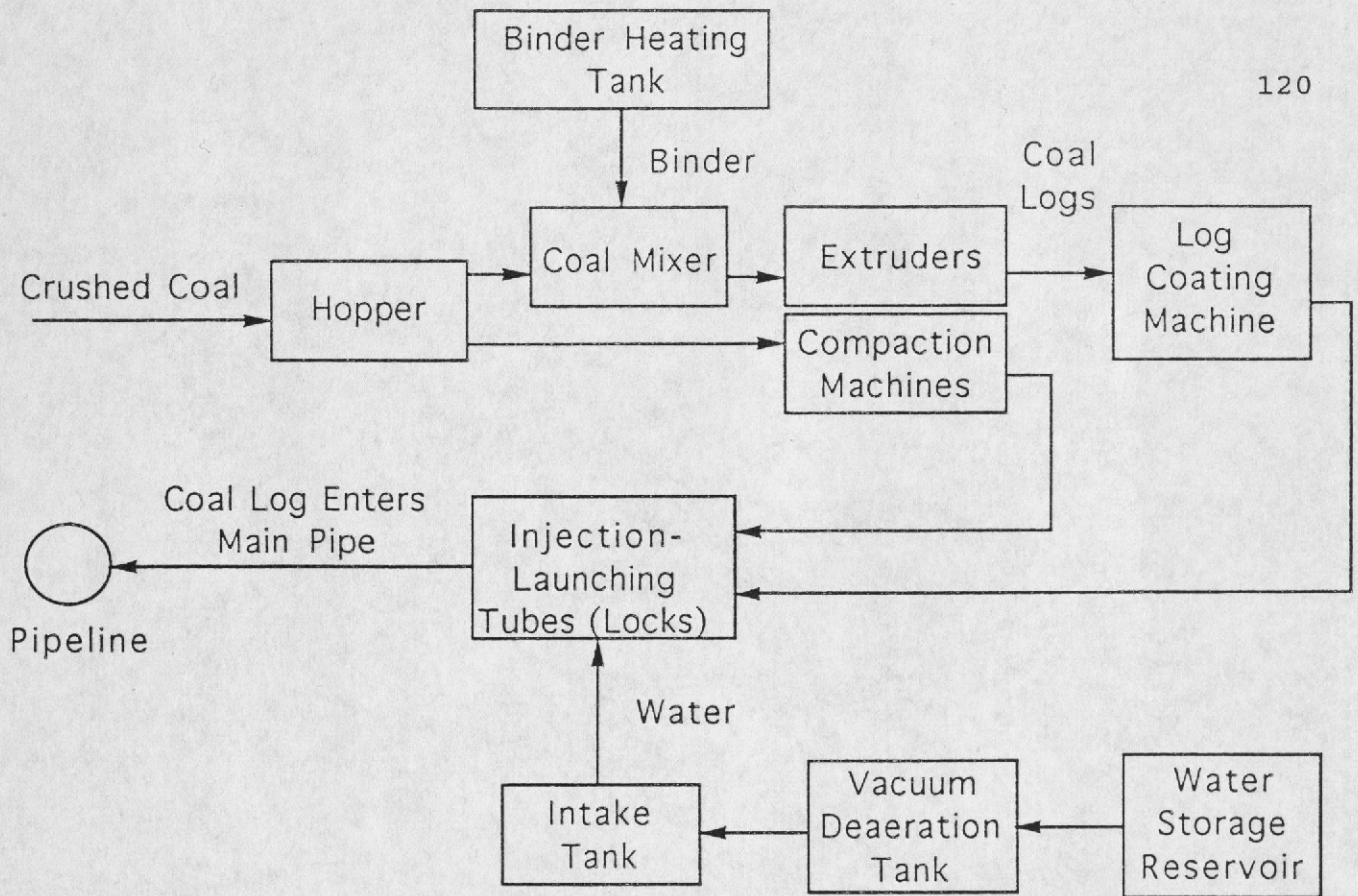 Binder Heating
Tank
120
Binder
Coal
Logs
Crushed Coal
Hopper
Coal Mixer
Extruders
Log
Coating
Machine
Compaction
Machines
Coal Log Enters
Main Pipe
Injection-
Launching
Tubes (Locks)
Pipeline
Water
Intake
Tank
Vacuum
Deaeration
Tank
Water
Storage
Reservoir